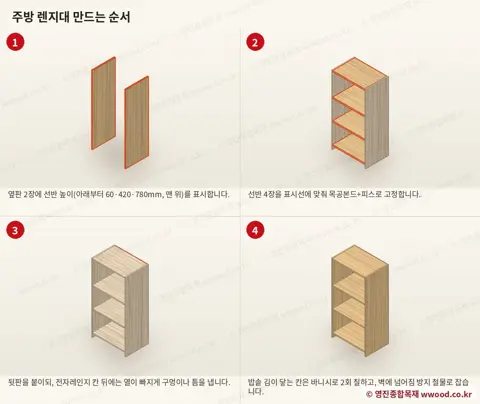 주방 렌지대 만드는 순서
1
2
옆판 2장에 선반 높이(아래부터 60·420·780mm, 맨 위)를 표시합니다.
선반 4장을 표시선에 맞춰 목공본드+피스로 고정합니다.
3
4
뒷판을 붙이되, 전자레인지 칸 뒤에는 열이 빠지게 구멍이나 틈을 냅니다.
밥솥 김이 닿는 칸은 바니시로 2회 칠하고, 벽에 넘어짐 방지 철물로 잡습
니다.
© 영진종합목재 wwood.co.kr